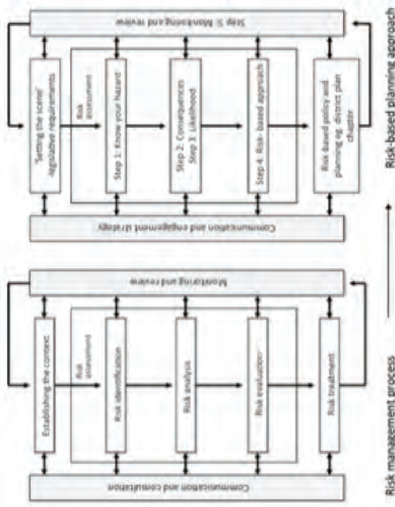 Risk management process
Communication and consultation
Establishing the context
Risk
assessment
Risk identification
Risk analysis
Risk evaluation
Risk treatment
Monitoring and review
Risk-based planning approach
Communication and engagement strategy
'Setting the scene'
legislative requirements
Risk
assessment
Step 1: Know your hazard
Step 2: Consequences
Step 3: Likelihood
Step 4: Risk- based approach
Risk-based policy and
planning eg. district plan
chapter
Step 5: Monitoring and review